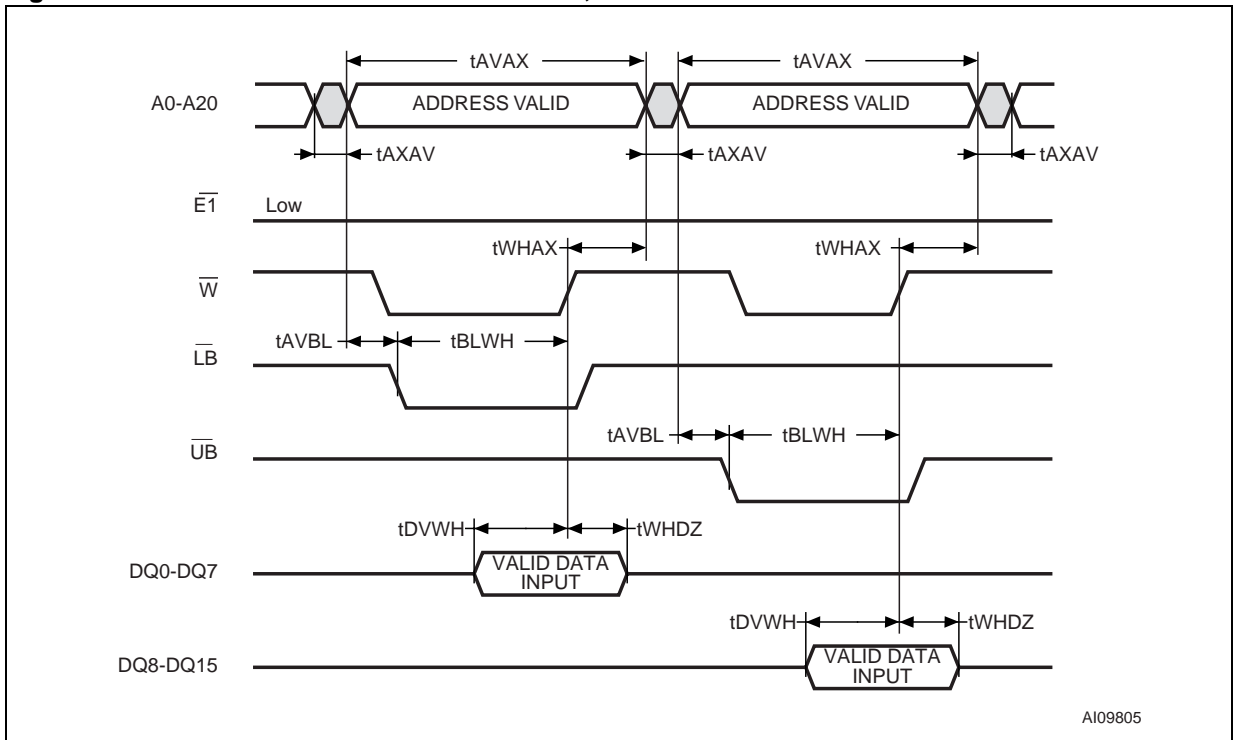 tAVAX tAVAX
A0-A20 ADDRESS VALID ADDRESS VALID
tAXAV tAXAV tAXAV
E1 Low
tWHAX tWHAX
W
tAVBL tBLWH
LB
tAVBL tBLWH
UB
tDVWH tWHDZ
DQ0-DQ7 VALID DATA
INPUT
tDVWH tWHDZ
DQ8-DQ15 VALID DATA
INPUT
AI09805